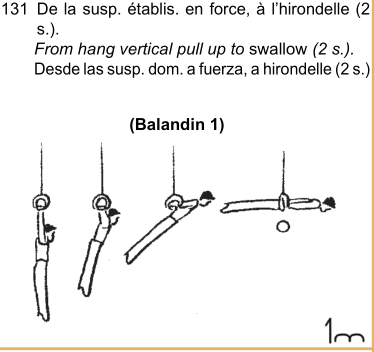 131 De la susp. établis. en force, à l'hirondelle (2
s.).
From hang vertical pull up to swallow (2 s.).
Desde las susp. dom. a fuerza, a hirondelle (2 s.)
(Balandin 1)
1m